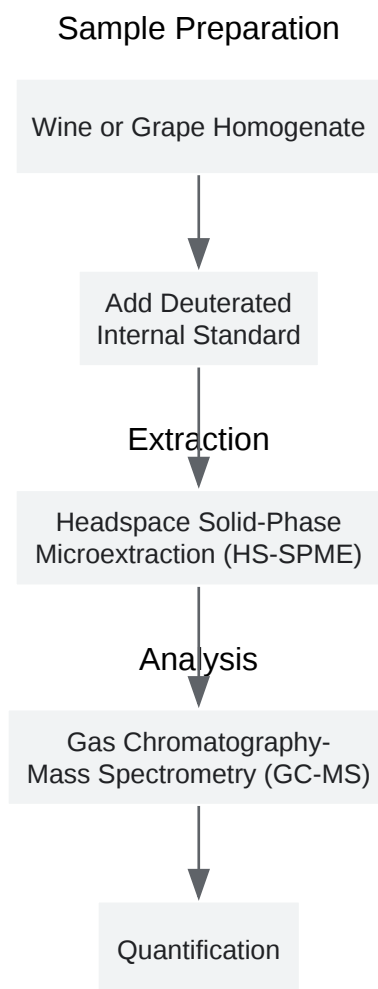 Sample Preparation
Wine or Grape Homogenate
Add Deuterated
Internal Standard
Extraction
Headspace Solid-Phase
Microextraction (HS-SPME)
Analysis
Gas Chromatography-
Mass Spectrometry (GC-MS)
Quantification